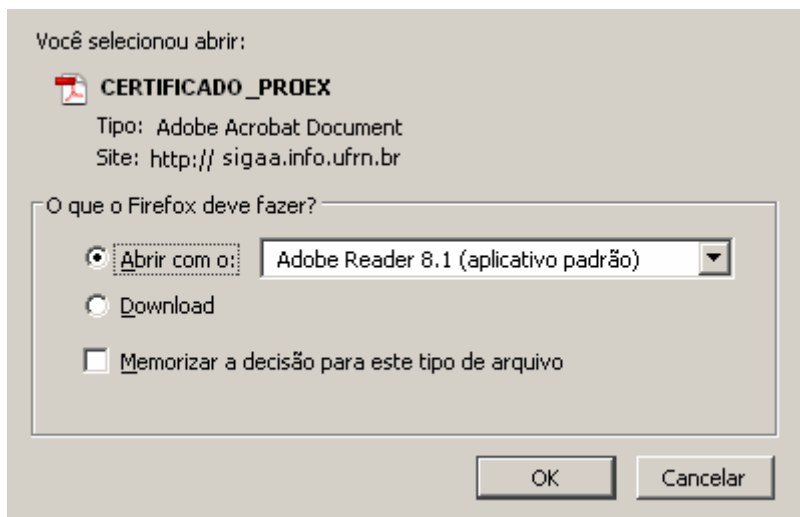 Você selecionou abrir:
CERTIFICADO_PROEX
Tipo: Adobe Acrobat Document
Site: http:// sigaa.info.ufrn.br
O que o Firefox deve fazer?
Abrir com o: Adobe Reader 8.1 (aplicativo padrão)
Download
Memorizar a decisão para este tipo de arquivo
OK Cancelar